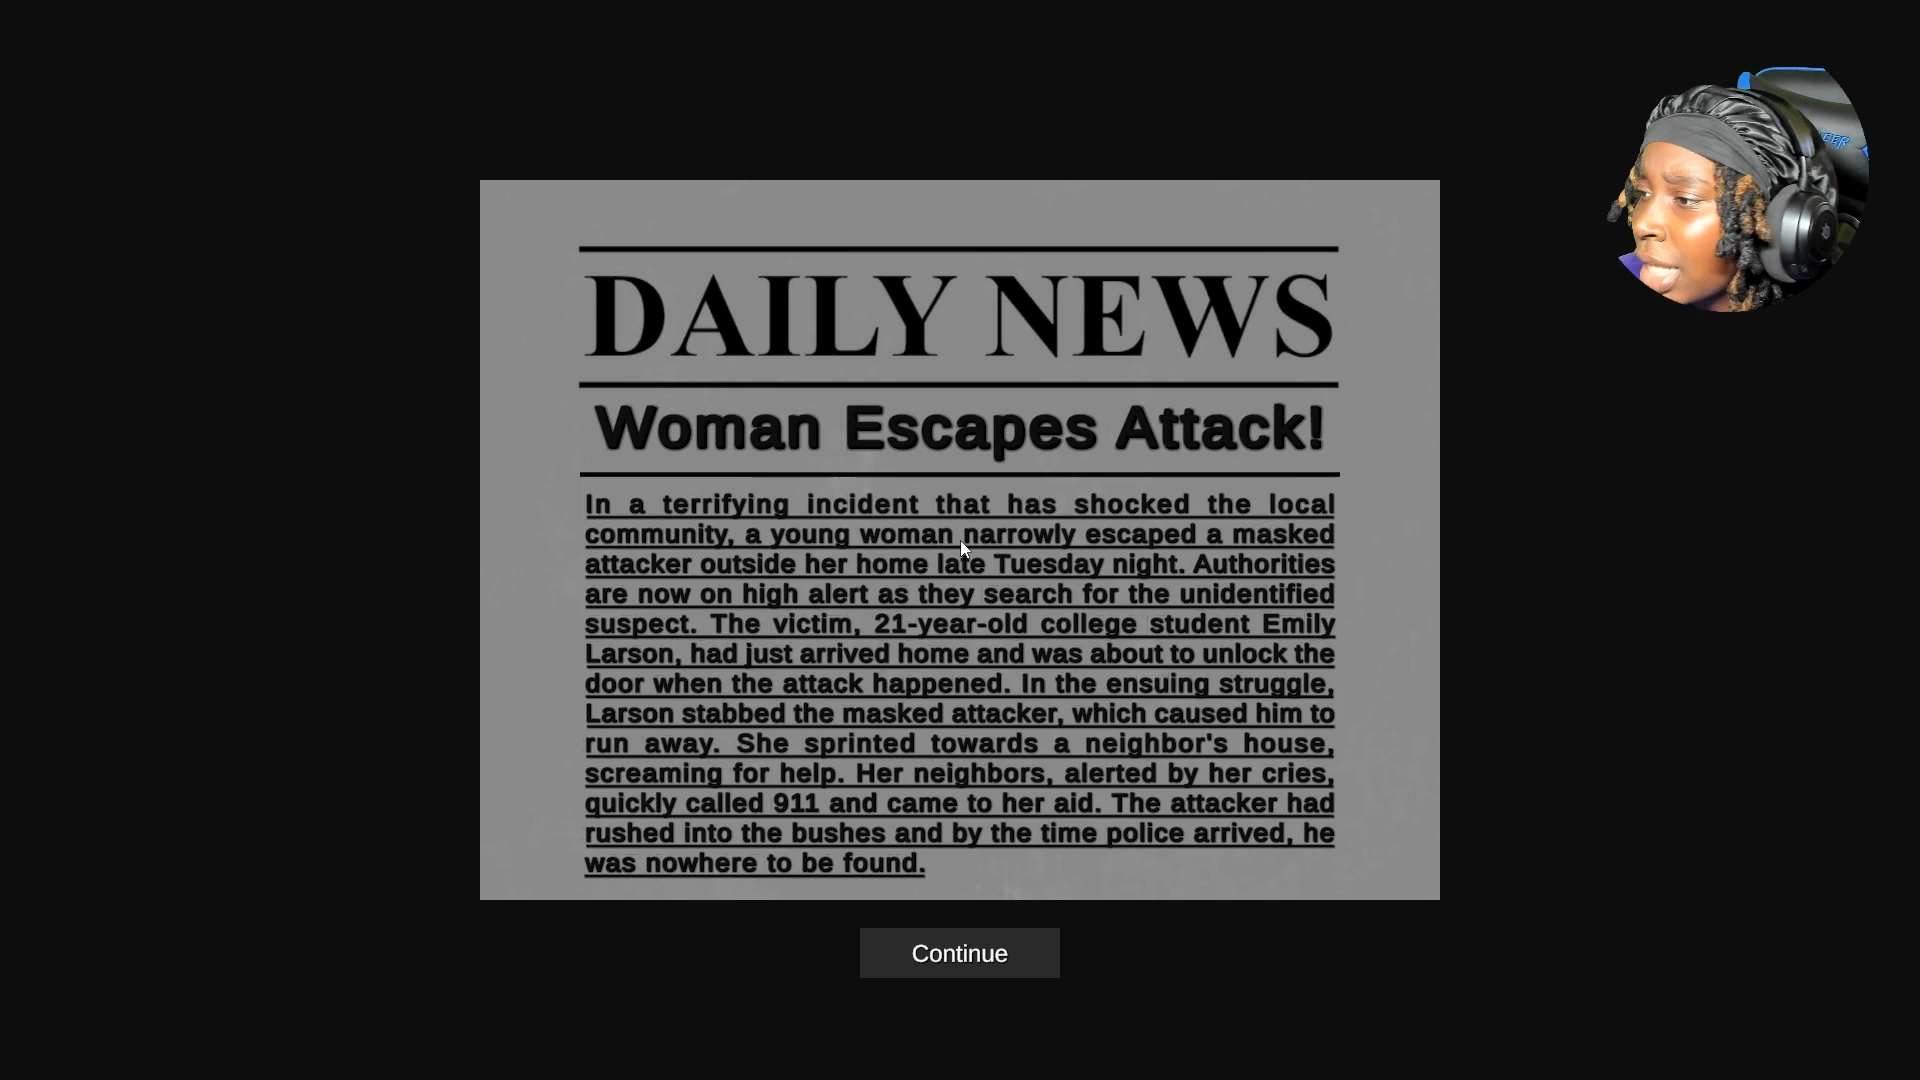 DAILY NEWS
Woman Escapes Attack!
In a terrifying incident that has shocked the local
community, a young woman narrowly escaped a masked
attacker outside her home late Tuesday night. Authorities
are now on high alert as they search for the unidentified
suspect. The victim, 21-year-old college student Emily
Larson, had just arrived home and was about to unlock the
door when the attack happened. In the ensuing struggle,
Larson stabbed the masked attacker, which caused him to
run away. She sprinted towards a neighbor's house,
screaming for help. Her neighbors, alerted by her cries,
quickly called 911 and came to her aid. The attacker had
rushed into the bushes and by the time police arrived, he
was nowhere to be found.
Continue